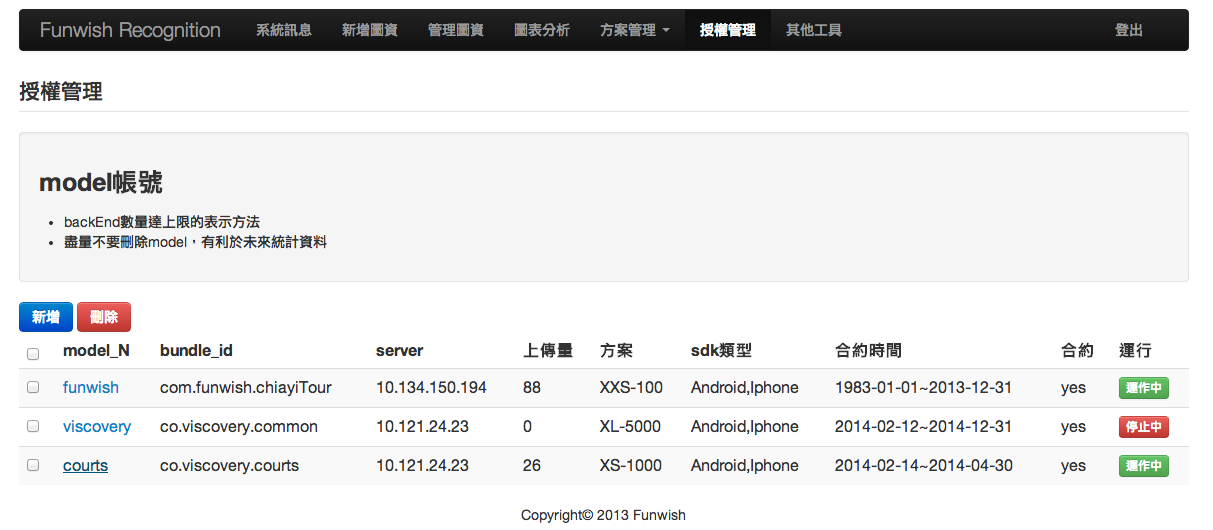 Funwish Recognition 系統訊息 新增圖資 管理圖資 圖表分析 方案管理 授權管理 其他工具 登出
授權管理
model帳號
backEnd數量達上限的表示方法
盡量不要刪除model，有利於未來統計資料
新增 刪除
model_N bundle_id server 上傳量 方案 sdk類型 合約時間 合約 運行
funwish com.funwish.chiayiTour 10.134.150.194 88 XXS-100 Android,Iphone 1983-01-01~2013-12-31 yes 運作中
viscovery co.viscovery.common 10.121.24.23 0 XL-5000 Android,Iphone 2014-02-12~2014-12-31 yes 停止中
courts co.viscovery.courts 10.121.24.23 26 XS-1000 Android,Iphone 2014-02-14~2014-04-30 yes 運作中
Copyright© 2013 Funwish